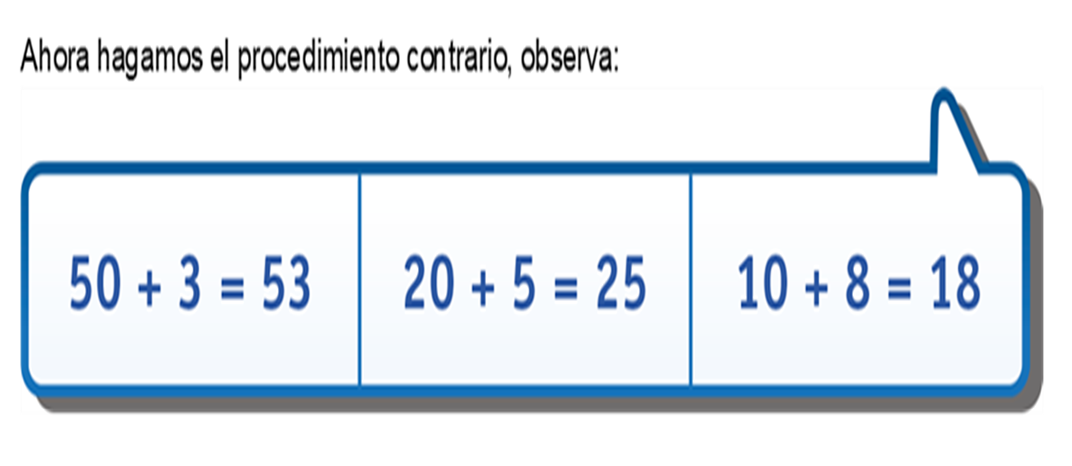 Ahora hagamos el procedimiento contrario, observa:
50 + 3 = 53 20 + 5 = 25 10 + 8 = 18